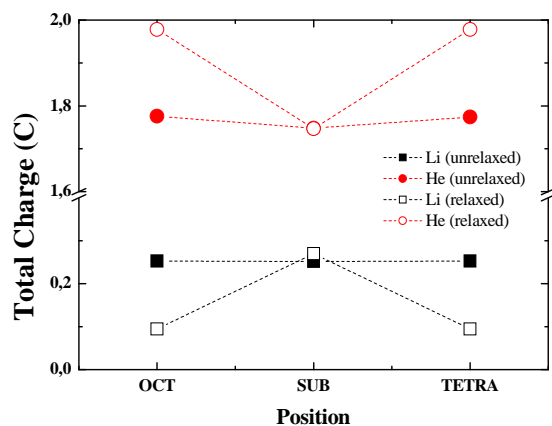 2,0
1,8
1,6
0,2
0,0
Total Charge (C)
Li (unrelaxed)
He (unrelaxed)
Li (relaxed)
He (relaxed)
OCT SUB TETRA
Position